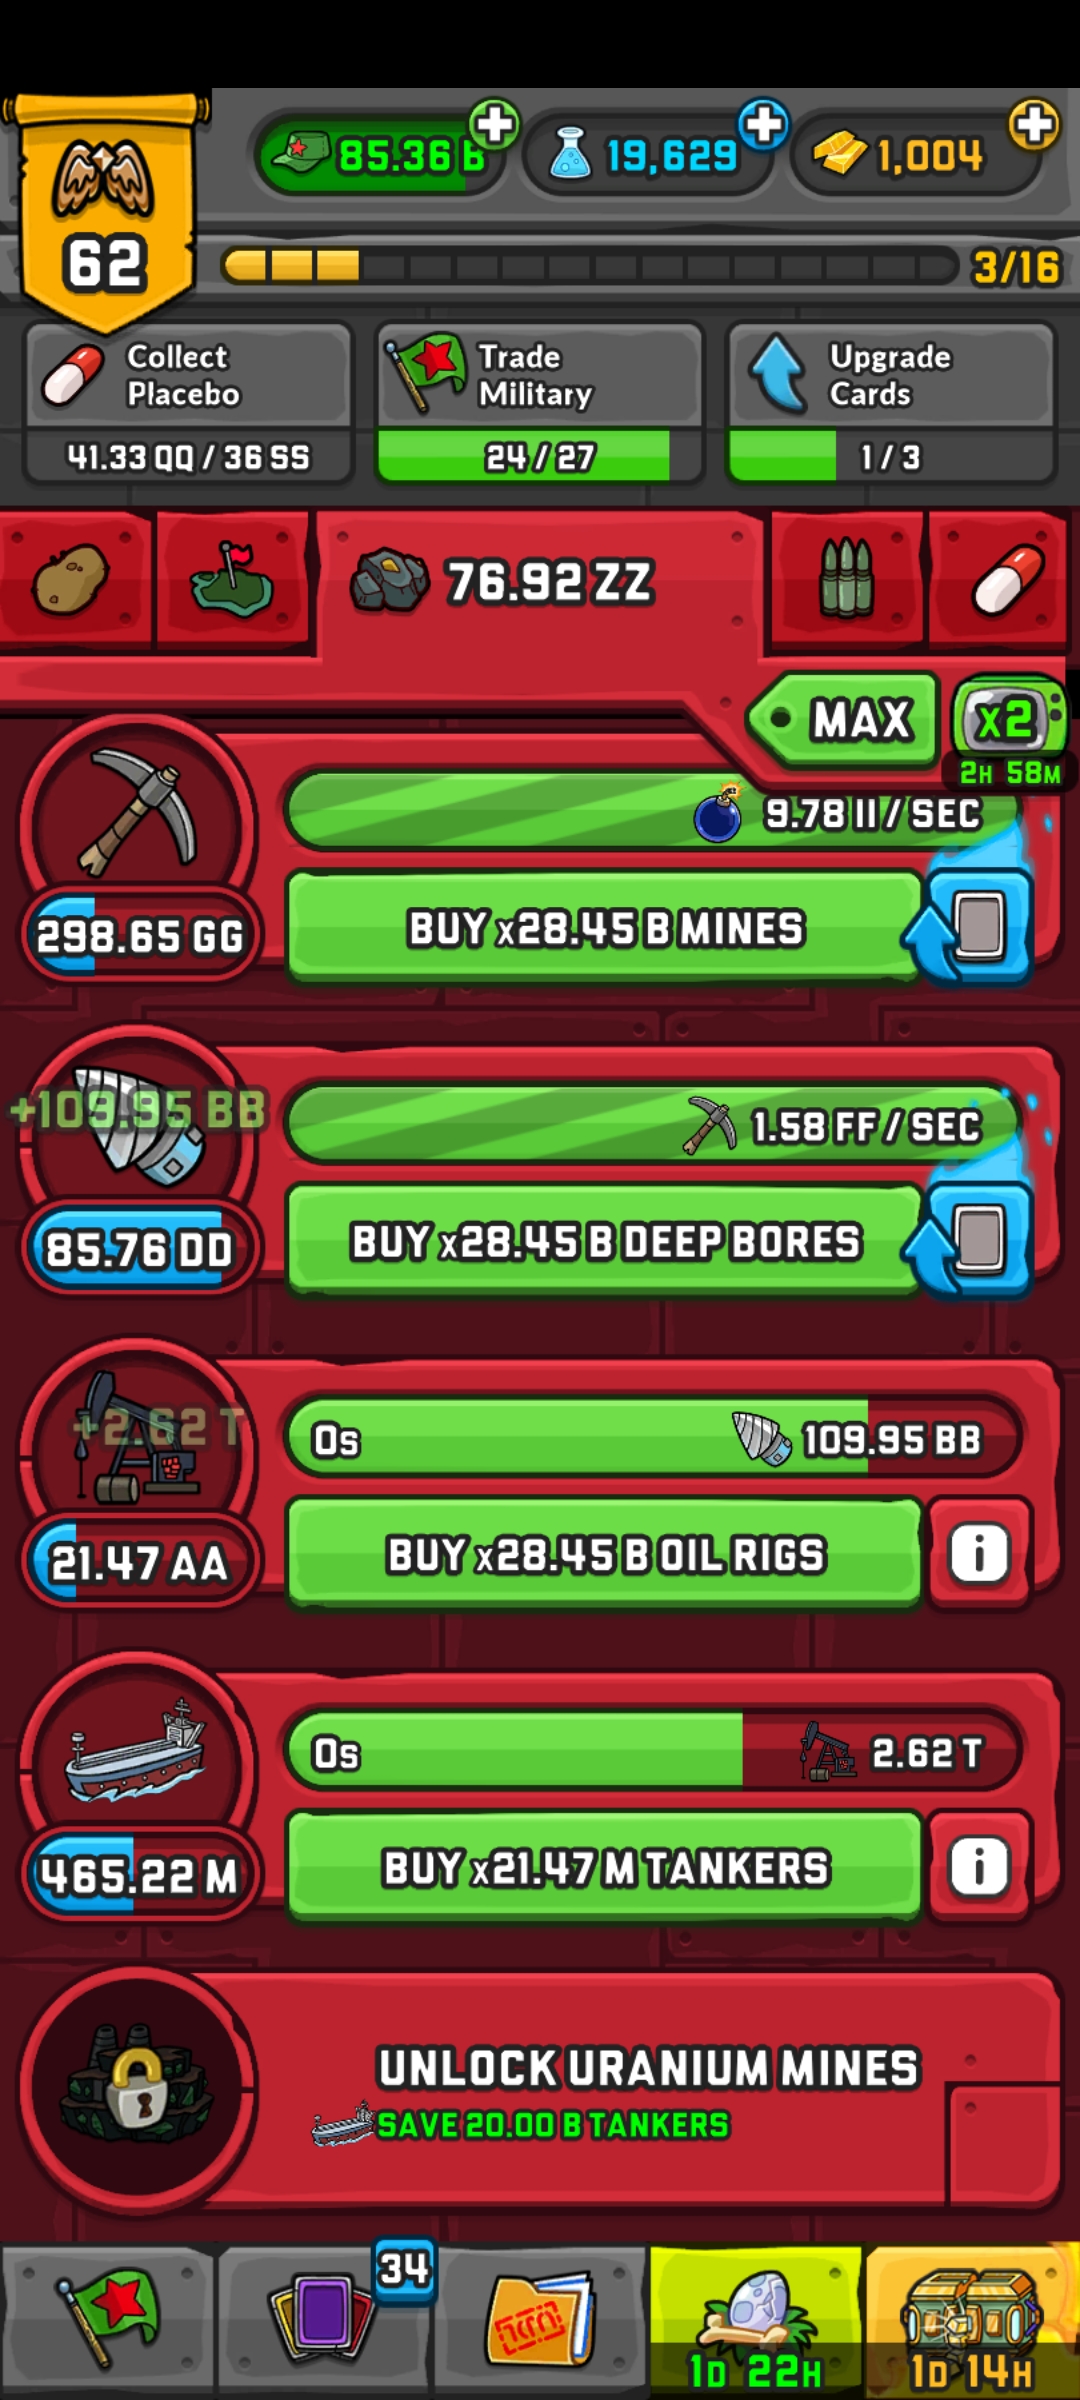 85.36 B
19,629
1,004
62
3/16
Collect
Placebo
41.33 QQ / 36 SS
Trade
Military
24 / 27
Upgrade
Cards
1 / 3
76.92 ZZ
MAX
x2
2H 58M
9.78 II / SEC
298.65 GG
BUY x28.45 B MINES
+109.95 BB
1.58 FF / SEC
85.76 DD
BUY x28.45 B DEEP BORES
+2.62 T
0s
109.95 BB
21.47 AA
BUY x28.45 B OIL RIGS
i
0s
2.62 T
465.22 M
BUY x21.47 M TANKERS
i
UNLOCK URANIUM MINES
SAVE 20.00 B TANKERS
34
1D 22H
1D 14H